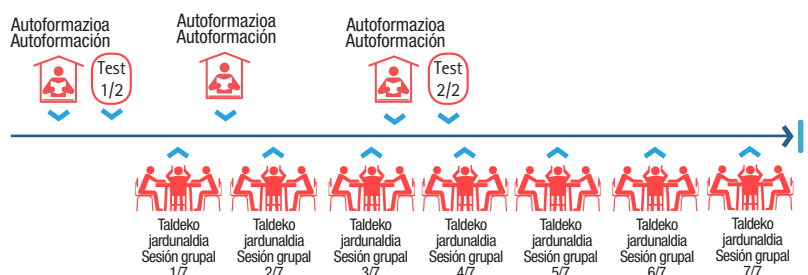 Autoformazioa
Autoformación
Test
1/2
Autoformazioa
Autoformación
Autoformazioa
Autoformación
Test
2/2
Taldeko
jardunaldia
Sesión grupal
1/7
Taldeko
jardunaldia
Sesión grupal
2/7
Taldeko
jardunaldia
Sesión grupal
3/7
Taldeko
jardunaldia
Sesión grupal
4/7
Taldeko
jardunaldia
Sesión grupal
5/7
Taldeko
jardunaldia
Sesión grupal
6/7
Taldeko
jardunaldia
Sesión grupal
7/7